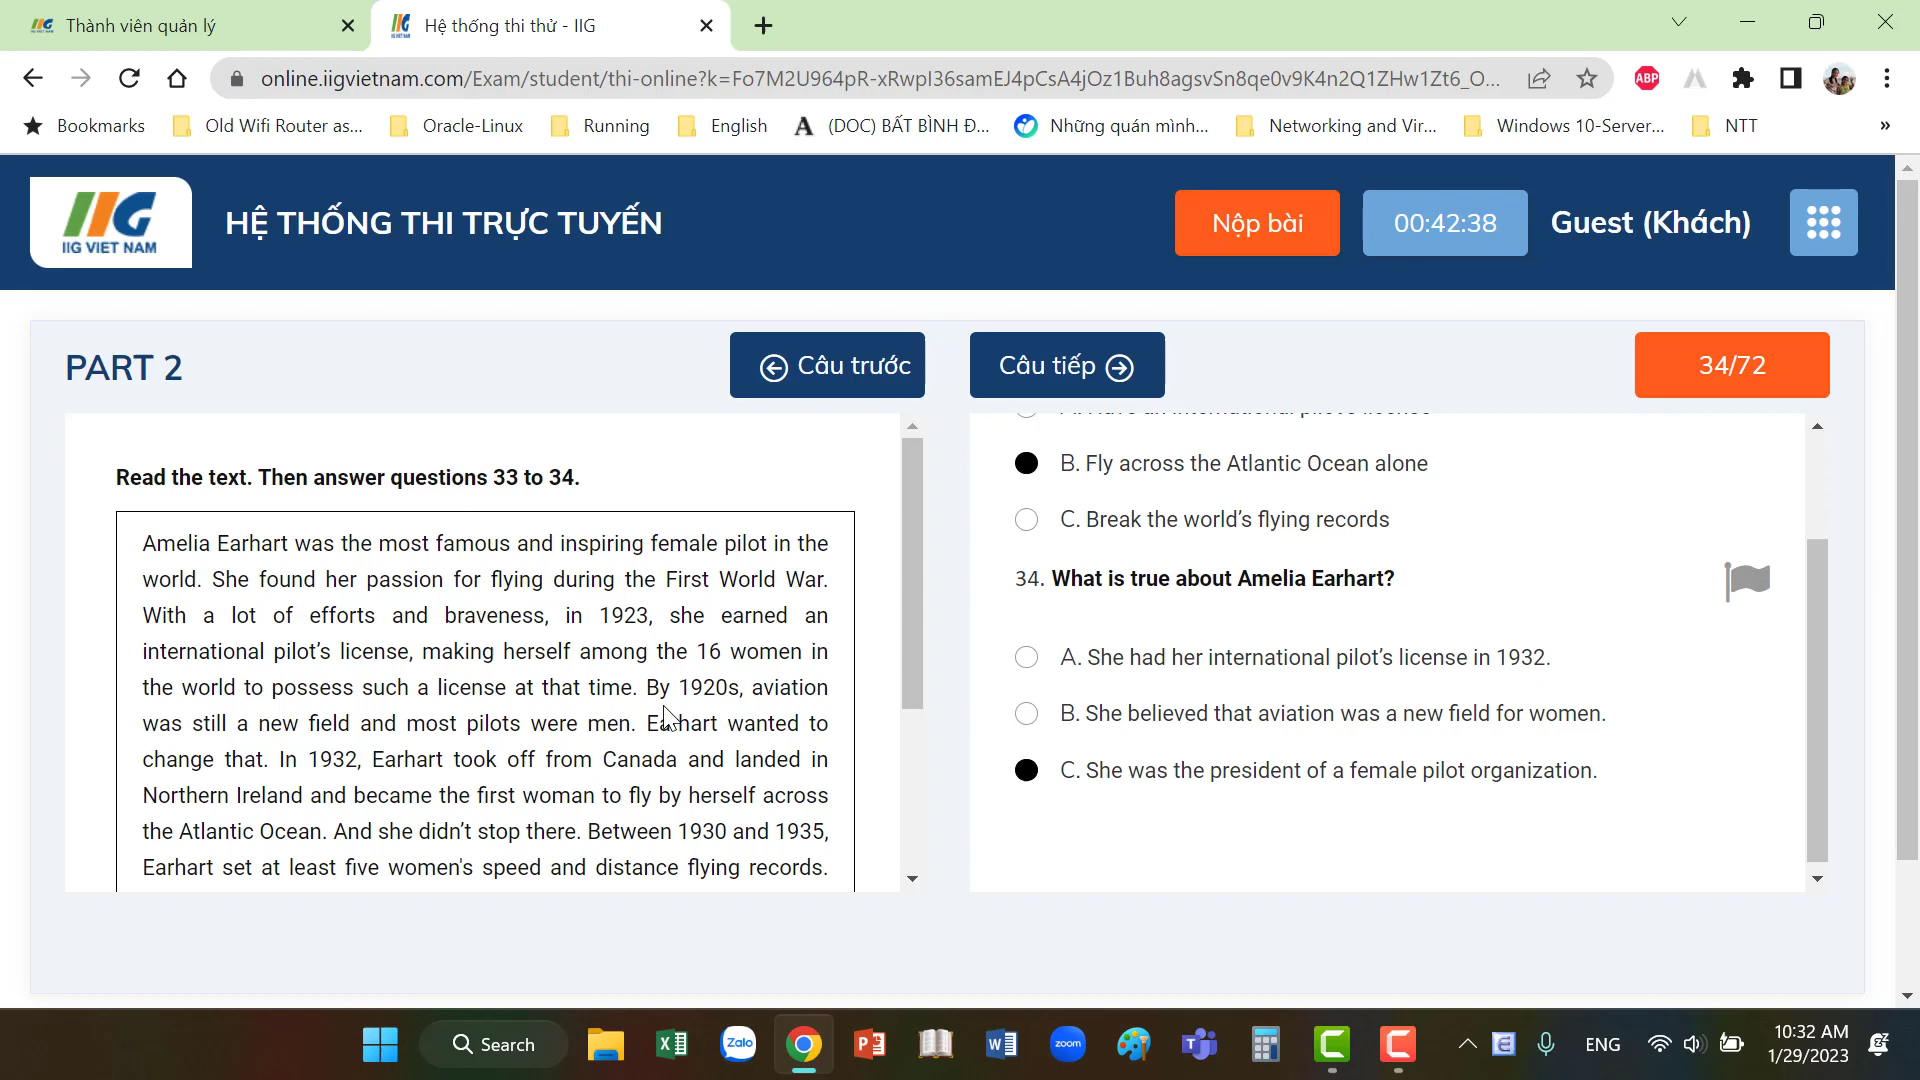 Thành viên quản lý
Hệ thống thi thử - IIG
online.iigvietnam.com/Exam/student/thi-online?k=Fo7M2U964pR-xRwpI36samEJ4pCsA4jOz1Buh8agsvSn8qe0v9K4n2Q1ZHw1Zt6_O...
ABP
Bookmarks
Old Wifi Router as...
Oracle-Linux
Running
English
(DOC) BẤT BÌNH Đ...
Những quán mình...
Networking and Vir...
Windows 10-Server...
NTT
»
IIG VIET NAM
HỆ THỐNG THI TRỰC TUYẾN
Nộp bài
00:42:38
Guest (Khách)
PART 2
Câu trước
Câu tiếp
34/72
Read the text. Then answer questions 33 to 34.
Amelia Earhart was the most famous and inspiring female pilot in the
world. She found her passion for flying during the First World War.
With a lot of efforts and braveness, in 1923, she earned an
international pilot’s license, making herself among the 16 women in
the world to possess such a license at that time. By 1920s, aviation
was still a new field and most pilots were men. Earhart wanted to
change that. In 1932, Earhart took off from Canada and landed in
Northern Ireland and became the first woman to fly by herself across
the Atlantic Ocean. And she didn’t stop there. Between 1930 and 1935,
Earhart set at least five women's speed and distance flying records.
A. Have an international pilot's license
B. Fly across the Atlantic Ocean alone
C. Break the world’s flying records
34. What is true about Amelia Earhart?
A. She had her international pilot’s license in 1932.
B. She believed that aviation was a new field for women.
C. She was the president of a female pilot organization.
Search
Zalo
zoom
ENG
10:32 AM
1/29/2023